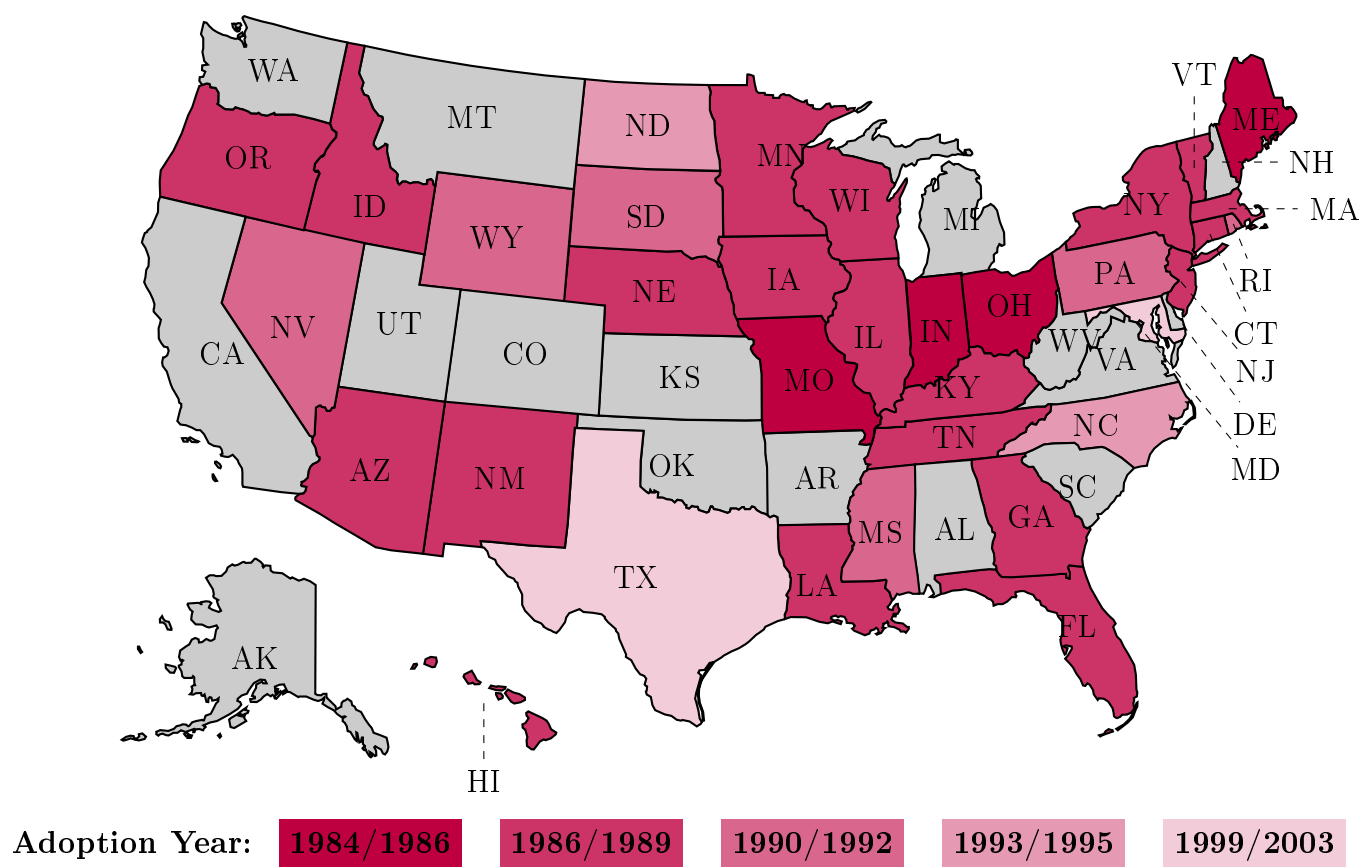 VT
WA
ME
MT
ND
MN
OR
NH
ID
WI
NY
MA
SD
MI
WY
PA
RI
IA
NE
OH
NV
UT
IN
CT
IL
WV
CA
CO
VA
NJ
KS
MO
KY
DE
NC
TN
OK
MD
AZ
NM
AR
SC
GA
MS
AL
TX
LA
FL
AK
HI
Adoption Year: 1984/1986 1986/1989 1990/1992 1993/1995 1999/2003